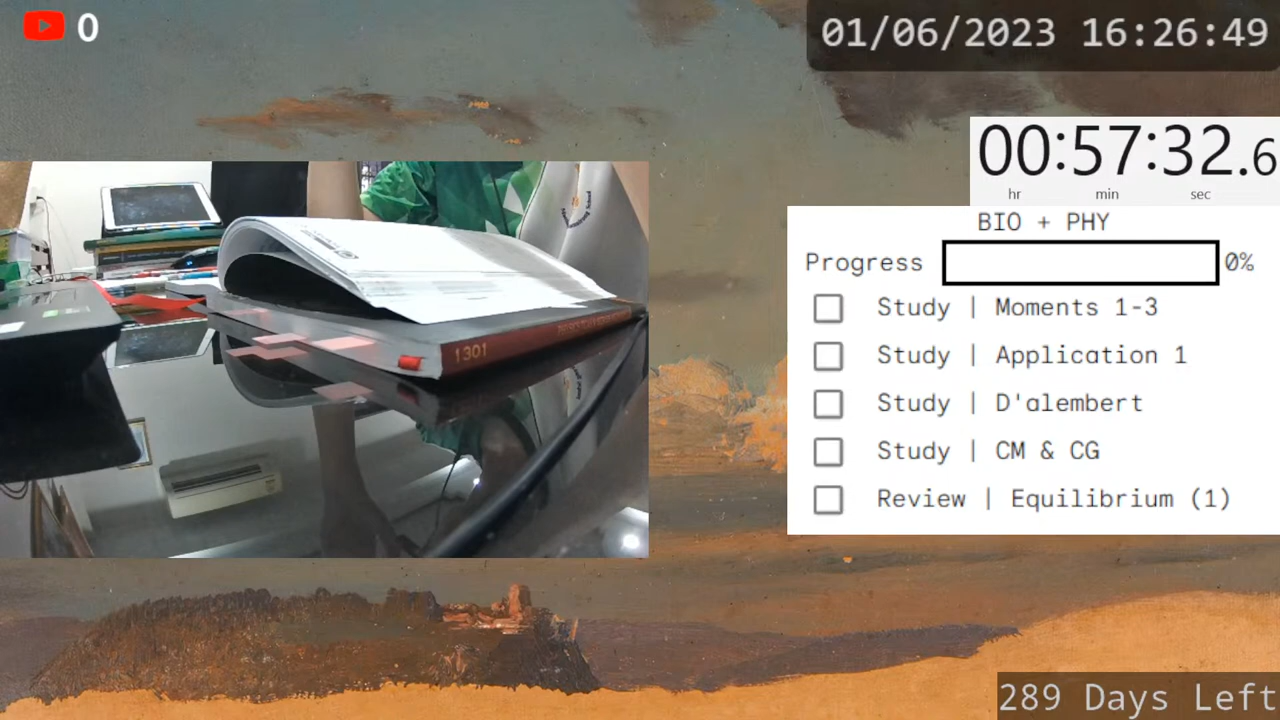 0
01/06/2023 16:26:49
00:57:32.6
hr min sec
BIO + PHY
Progress 0%
Study | Moments 1-3
Study | Application 1
Study | D'alembert
Study | CM & CG
Review | Equilibrium (1)
1301
289 Days Left